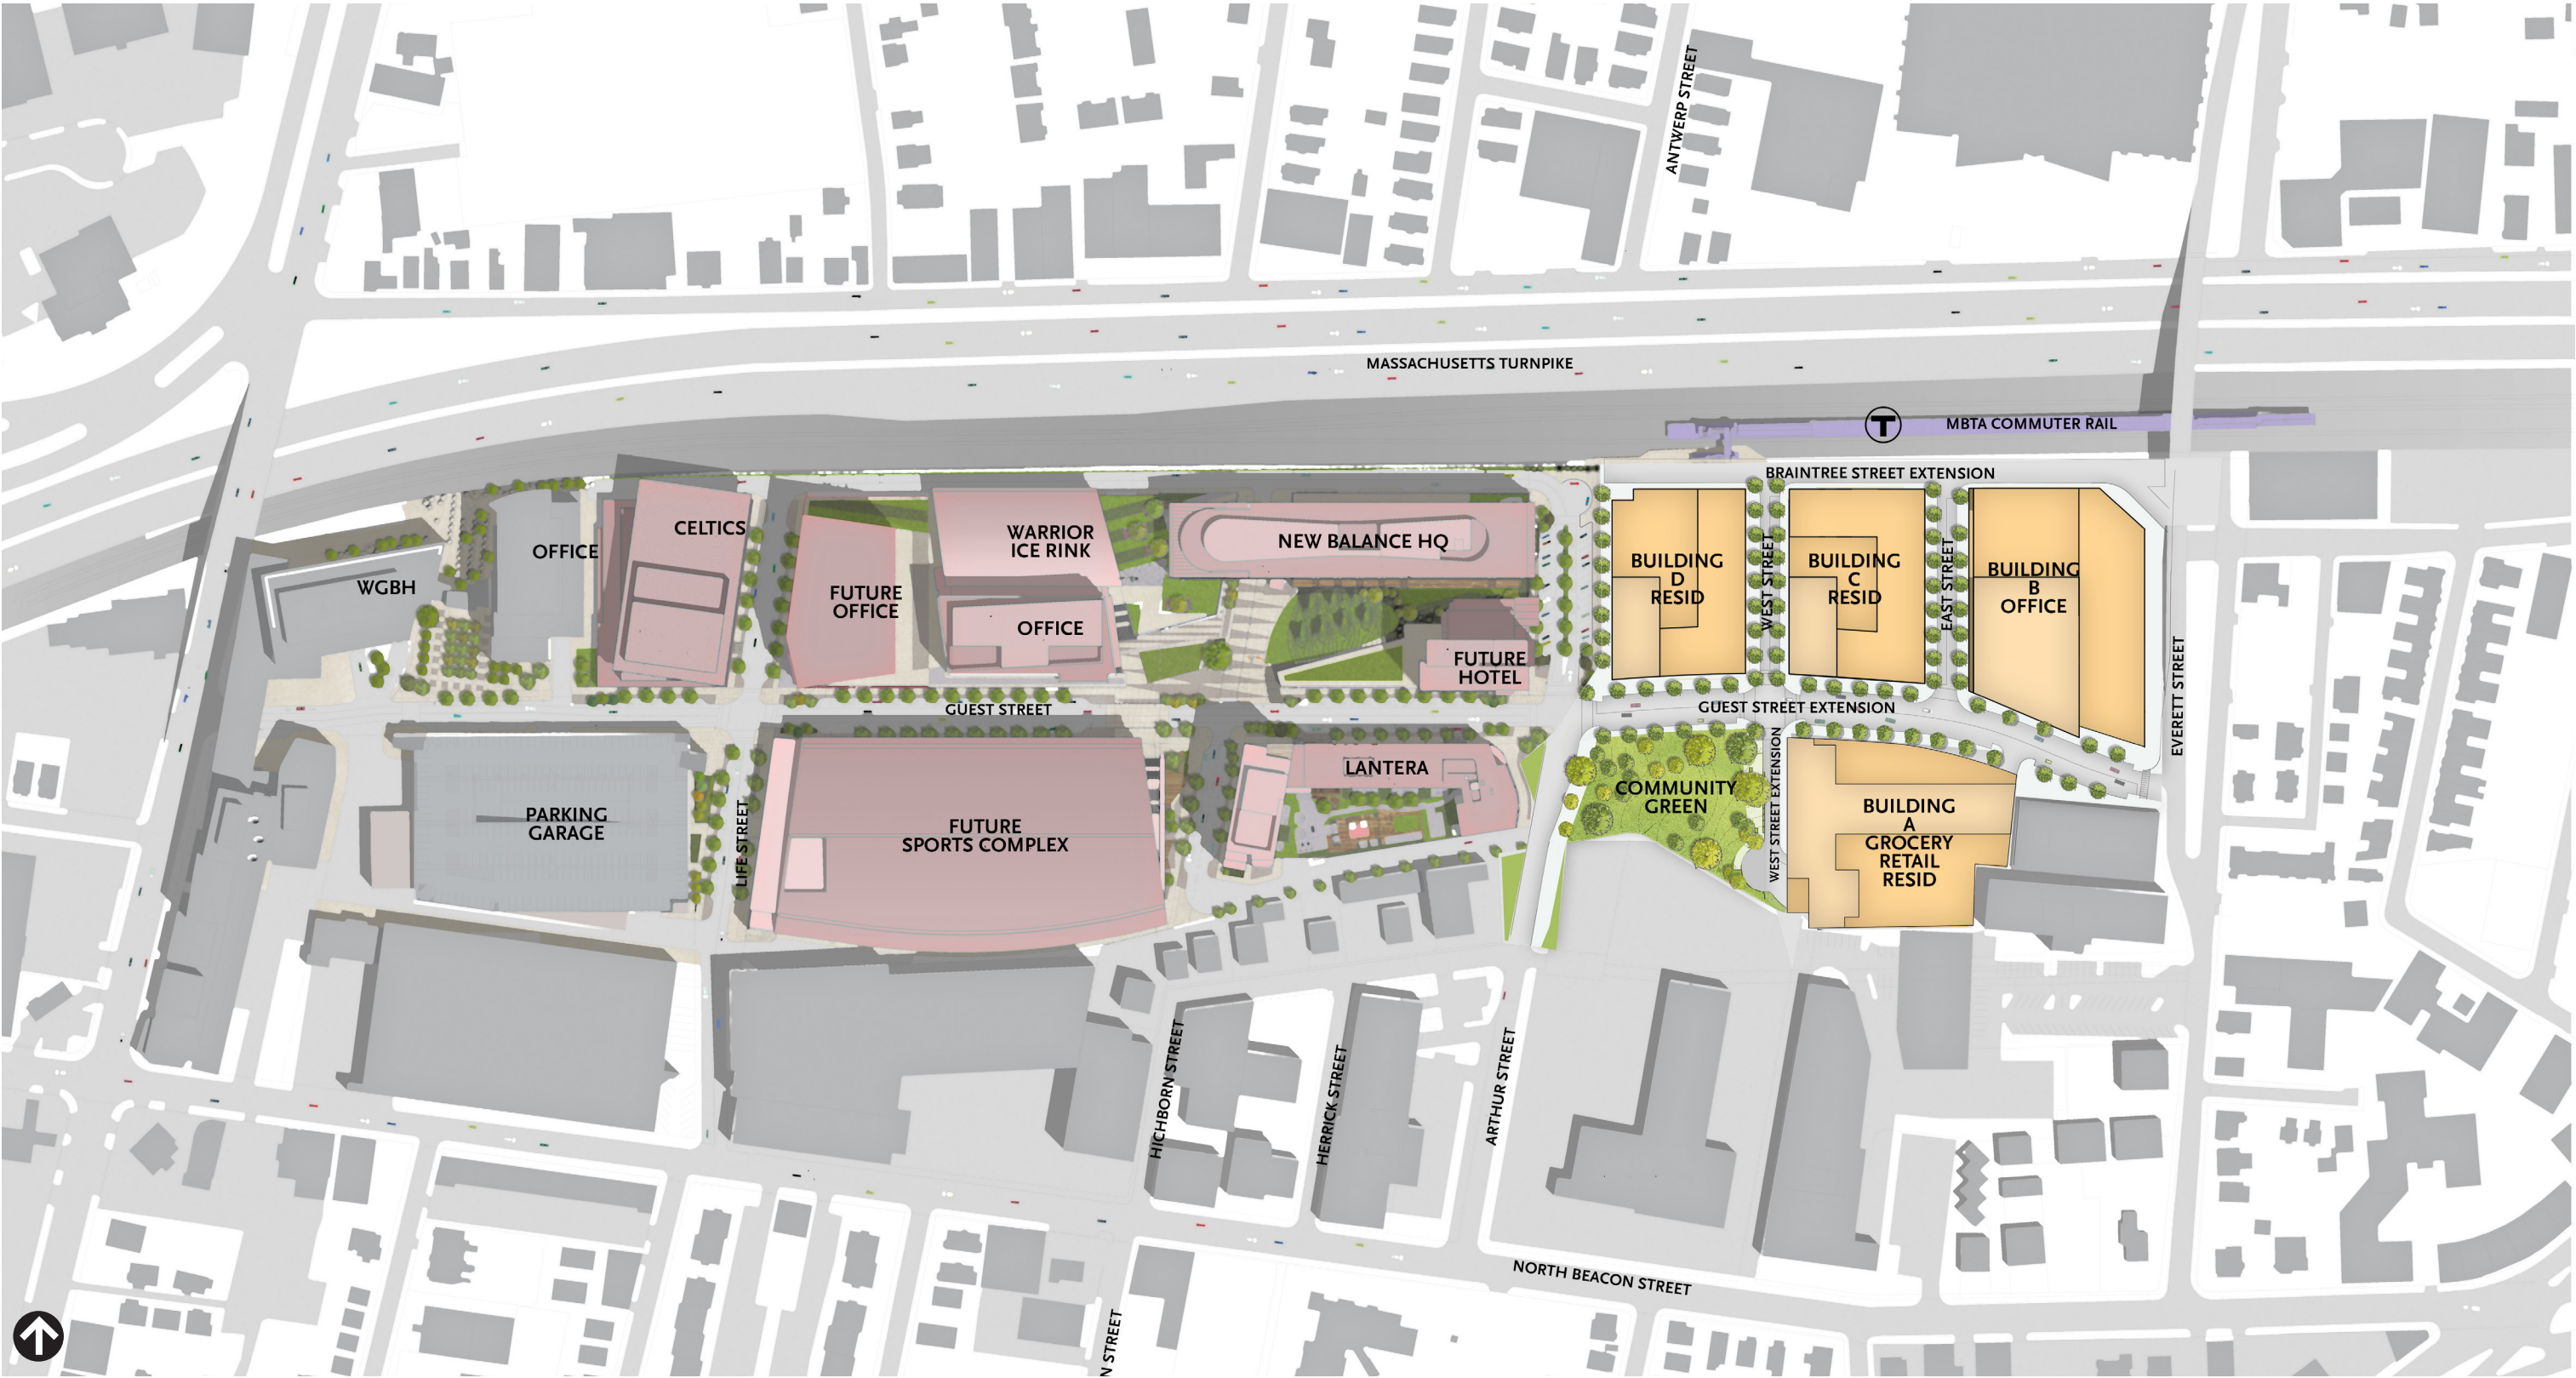 ANTWERP STREET
MASSACHUSETTS TURNPIKE
T
MBTA COMMUTER RAIL
BRAINTREE STREET EXTENSION
WGBH
OFFICE
CELTICS
FUTURE
OFFICE
WARRIOR
ICE RINK
OFFICE
NEW BALANCE HQ
FUTURE
HOTEL
BUILDING
D
RESID
WEST STREET
BUILDING
C
RESID
EAST STREET
BUILDING
B
OFFICE
EVERETT STREET
GUEST STREET
GUEST STREET EXTENSION
PARKING
GARAGE
LIFE STREET
FUTURE
SPORTS COMPLEX
LANTERA
COMMUNITY
GREEN
WEST STREET EXTENSION
BUILDING
A
GROCERY
RETAIL
RESID
HICHBORN STREET
HERRICK STREET
ARTHUR STREET
NORTH BEACON STREET
N STREET